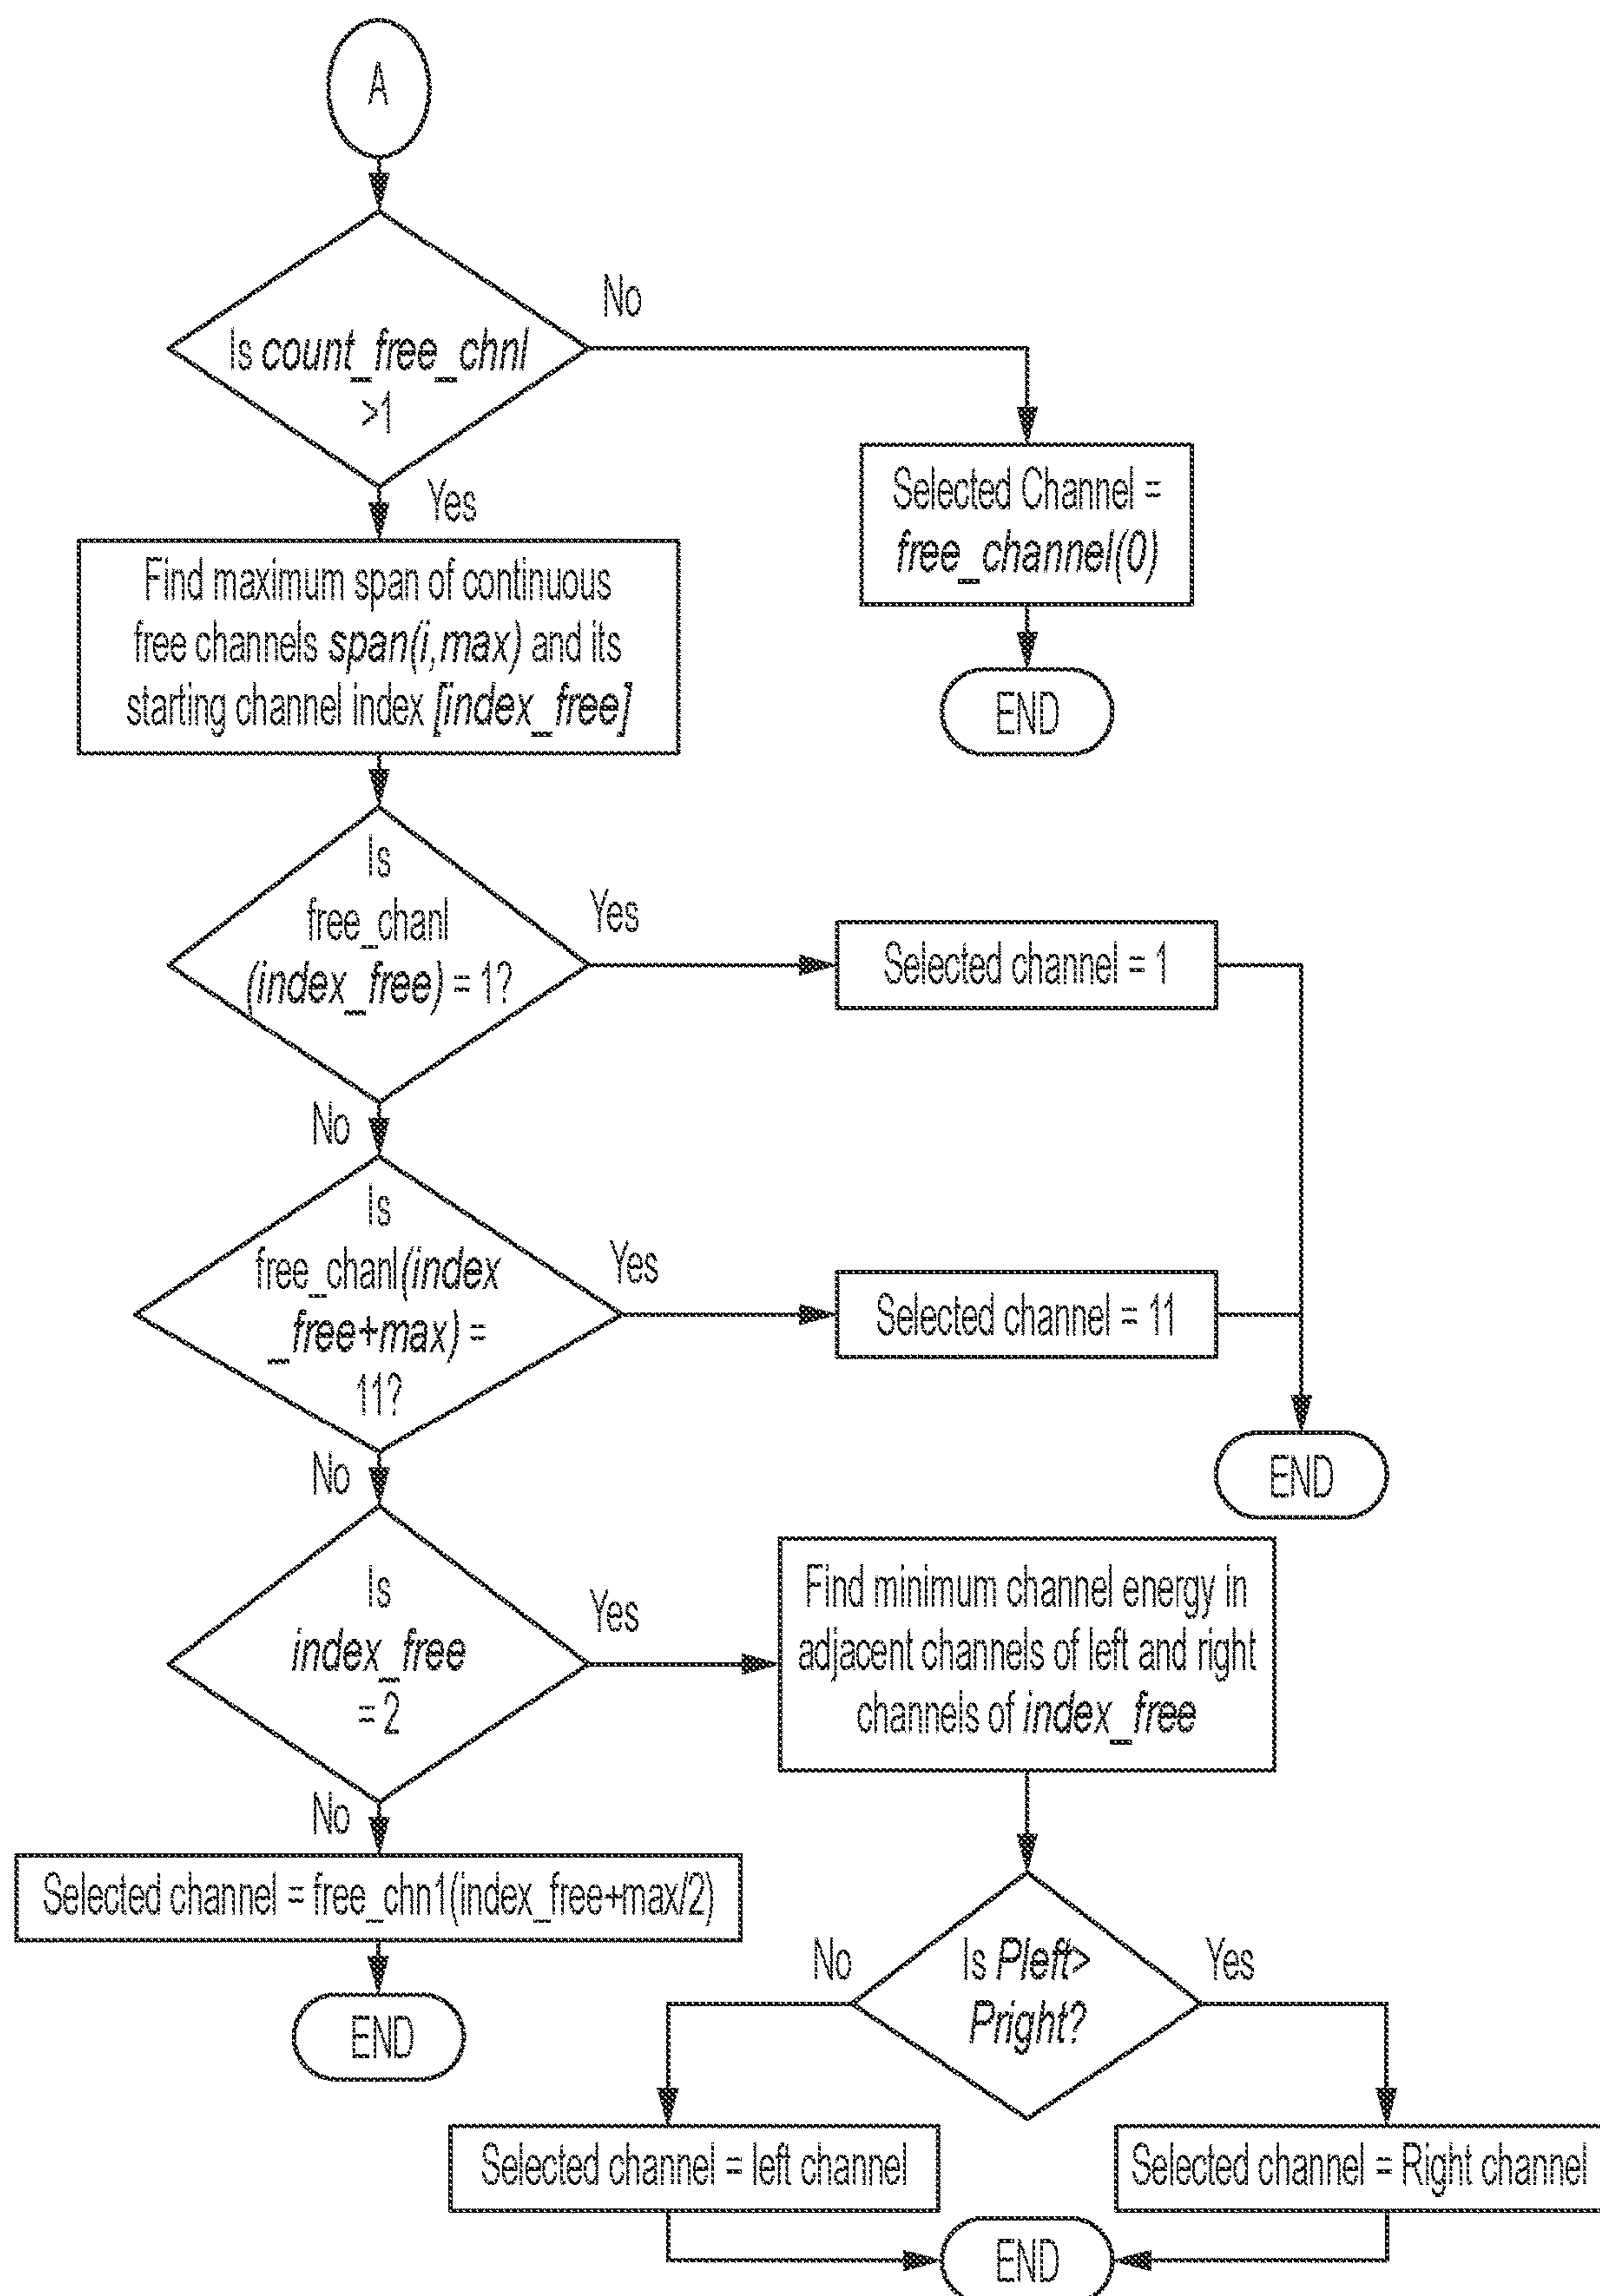 A
Is count_free_chnl
>1
No
Yes
Selected Channel =
free_channel(0)
END
Find maximum span of continuous
free channels span(i,max) and its
starting channel index [index_free]
Is
free_chanl
(index_free) = 1?
Yes
Selected channel = 1
No
Is
free_chanl(index
_free+max) =
11?
Yes
Selected channel = 11
END
No
Is
index_free
= 2
Yes
Find minimum channel energy in
adjacent channels of left and right
channels of index_free
No
Selected channel = free_chn1(index_free+max/2)
END
Is Pleft>
Pright?
No
Yes
Selected channel = left channel
Selected channel = Right channel
END